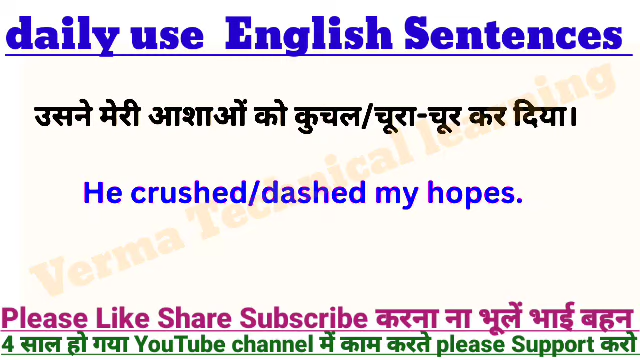 daily use English Sentences
उसने मेरी आशाओं को कुचल/चूरा-चूर कर दिया।
He crushed/dashed my hopes.
Verma Technical learning
Please Like Share Subscribe करना ना भूलें भाई बहन
4 साल हो गया YouTube channel में काम करते please Support करो